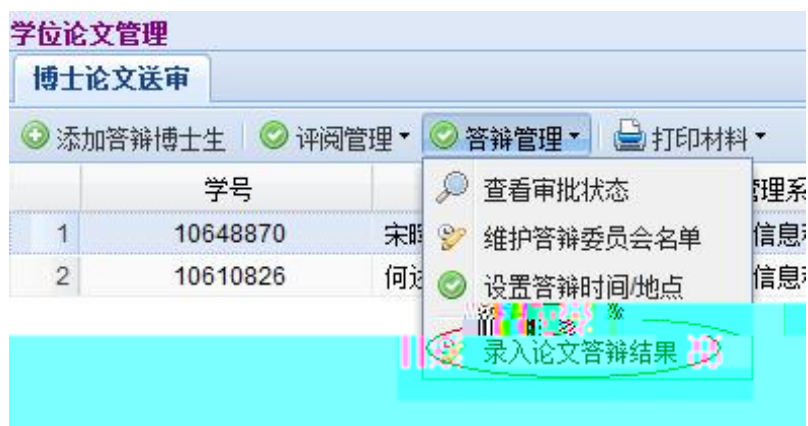 学位论文管理
博士论文送审
添加答辩博士生 评阅管理 答辩管理 打印材料
学号
查看审批状态
管理系
1 10648870 宋
维护答辩委员会名单
信息
2 10610826 何
设置答辩时间/地点
信息
录入论文答辩结果